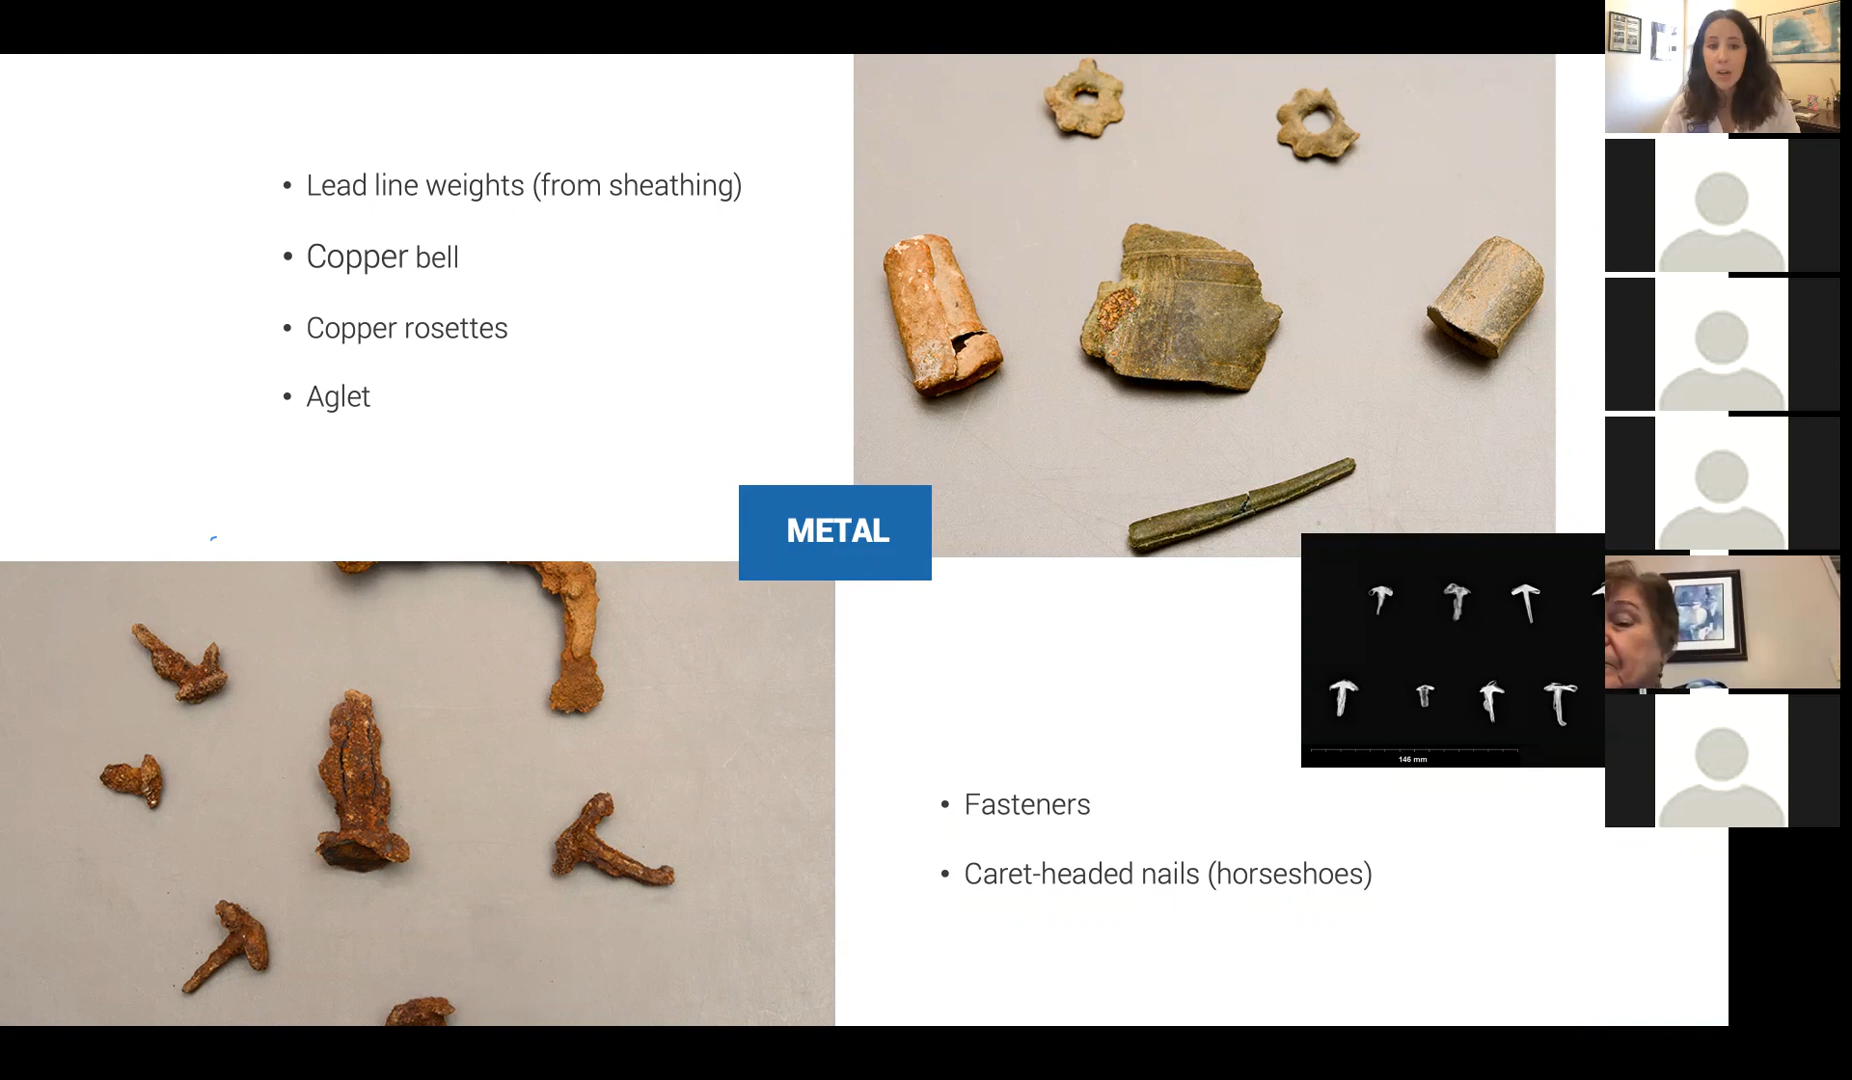 • Lead line weights (from sheathing)
• Copper bell
• Copper rosettes
• Aglet
METAL
146 mm
• Fasteners
• Caret-headed nails (horseshoes)